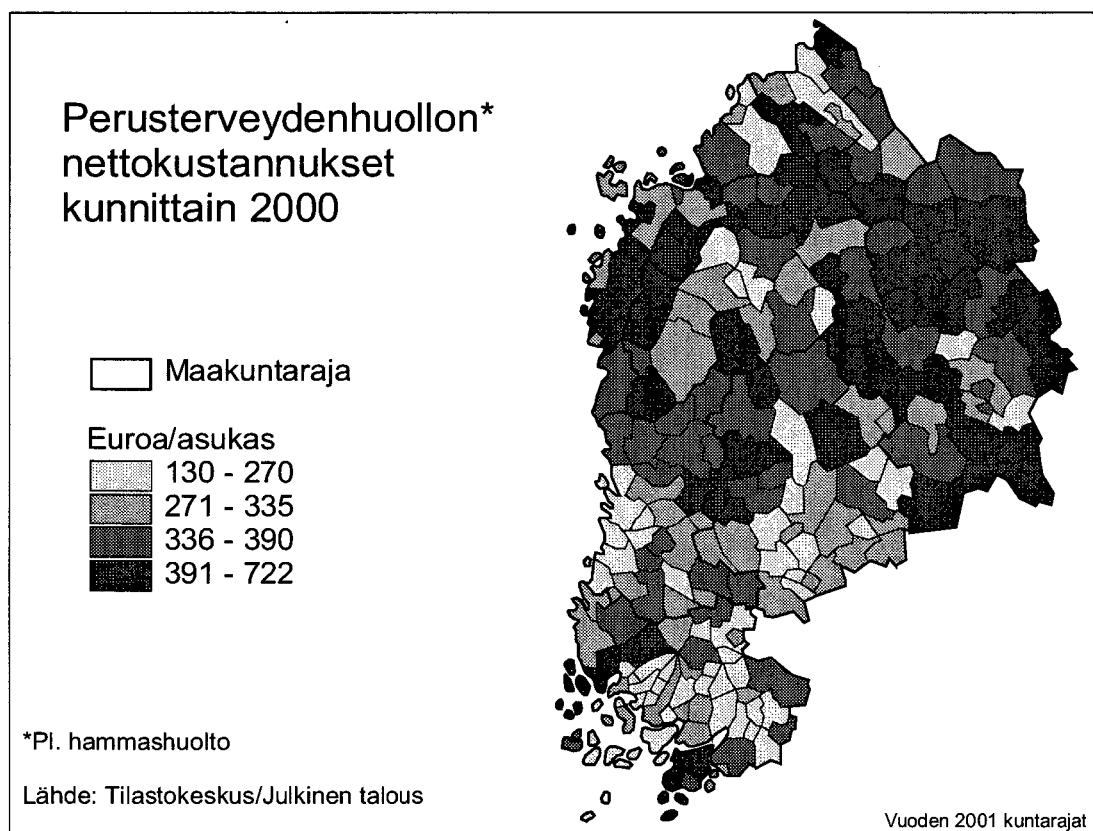 Perusterveydenhuollon*
nettokustannukset
kunnittain 2000
Maakuntaraja
Euroa/asukas
130 - 270
271 - 335
336 - 390
391 - 722
*Pl. hammashuolto
Lähde: Tilastokeskus/Julkinen talous
Vuoden 2001 kuntarajat